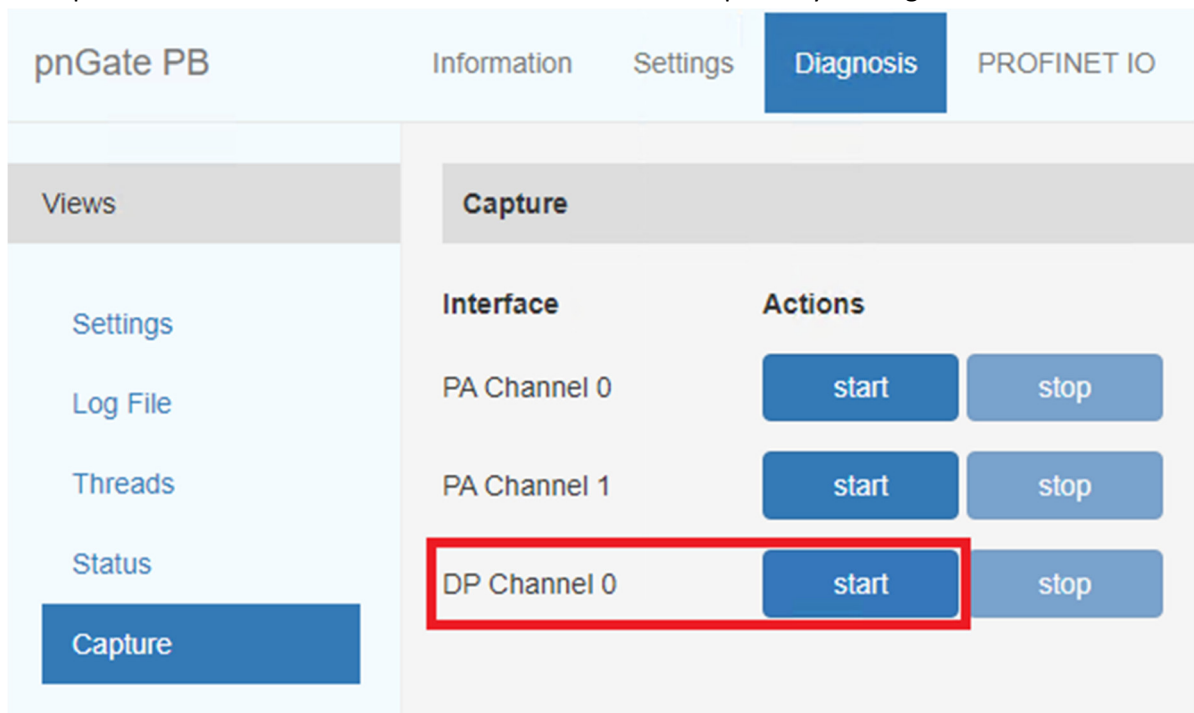 pnGate PB Information Settings Diagnosis PROFINET IO
Views
Settings
Log File
Threads
Status
Capture
Capture
Interface Actions
PA Channel 0 start stop
PA Channel 1 start stop
DP Channel 0 start stop